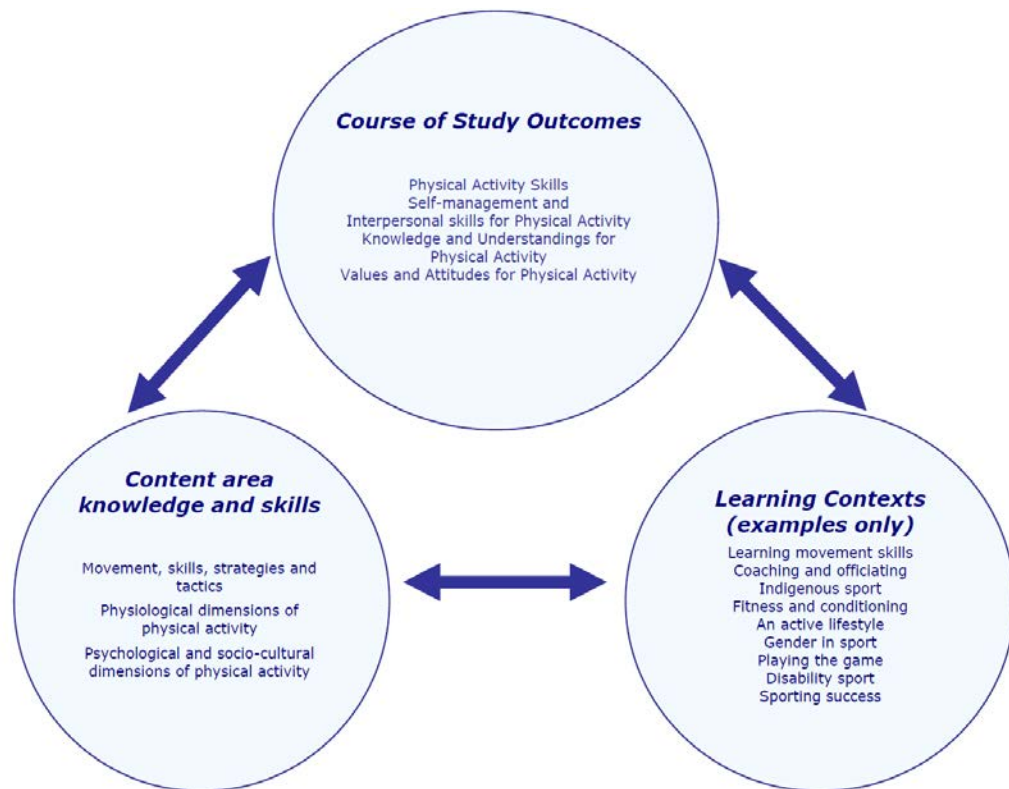 Course of Study Outcomes
Physical Activity Skills
Self-management and
Interpersonal skills for Physical Activity
Knowledge and Understandings for
Physical Activity
Values and Attitudes for Physical Activity
Content area
knowledge and skills
Movement, skills, strategies and
tactics
Physiological dimensions of
physical activity
Psychological and socio-cultural
dimensions of physical activity
Learning Contexts
(examples only)
Learning movement skills
Coaching and officiating
Indigenous sport
Fitness and conditioning
An active lifestyle
Gender in sport
Playing the game
Disability sport
Sporting success